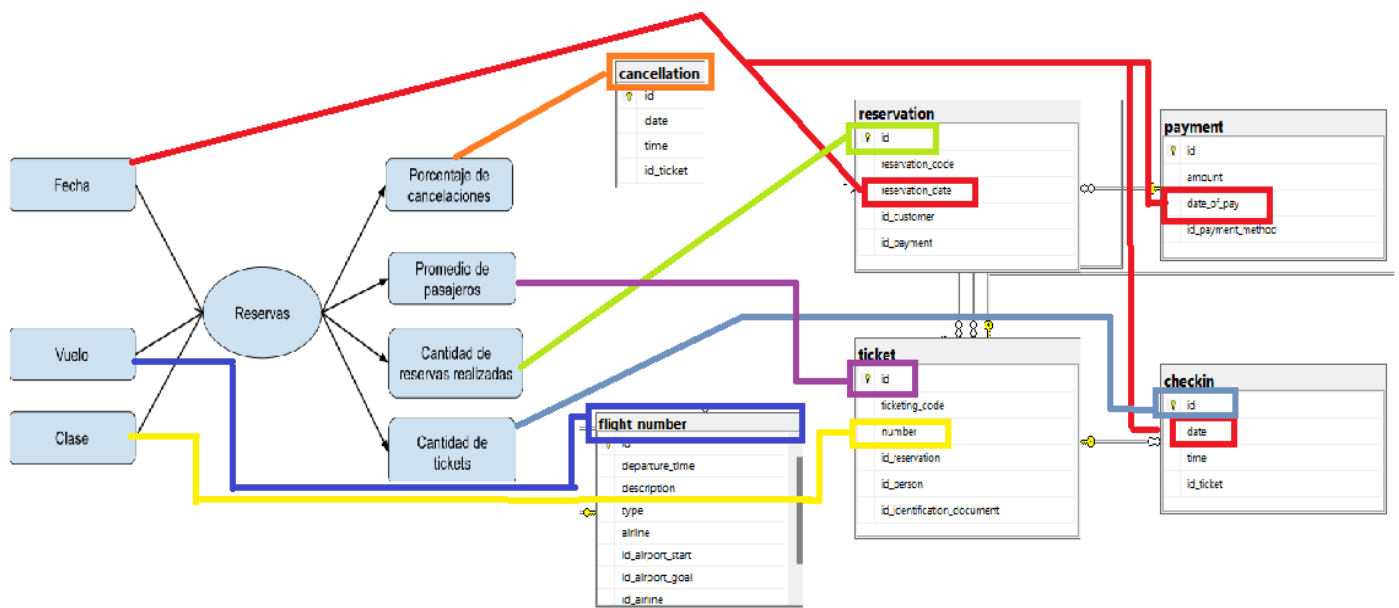 Fecha
Vuelo
Clase
Reservas
Porcentaje de
cancelaciones
Promedio de
pasajeros
Cantidad de
reservas realizadas
Cantidad de
tickets
cancellation
id
date
time
id_ticket
flight_number
id
departure_time
description
type
airline
id_airport_start
id_airport_goal
id_airline
reservation
id
reservation_code
reservation_date
id_customer
id_payment
ticket
id
ticketing_code
number
id_reservation
id_person
id_identification_document
payment
id
amount
date_of_pay
id_payment_method
checkin
id
date
time
id_ticket